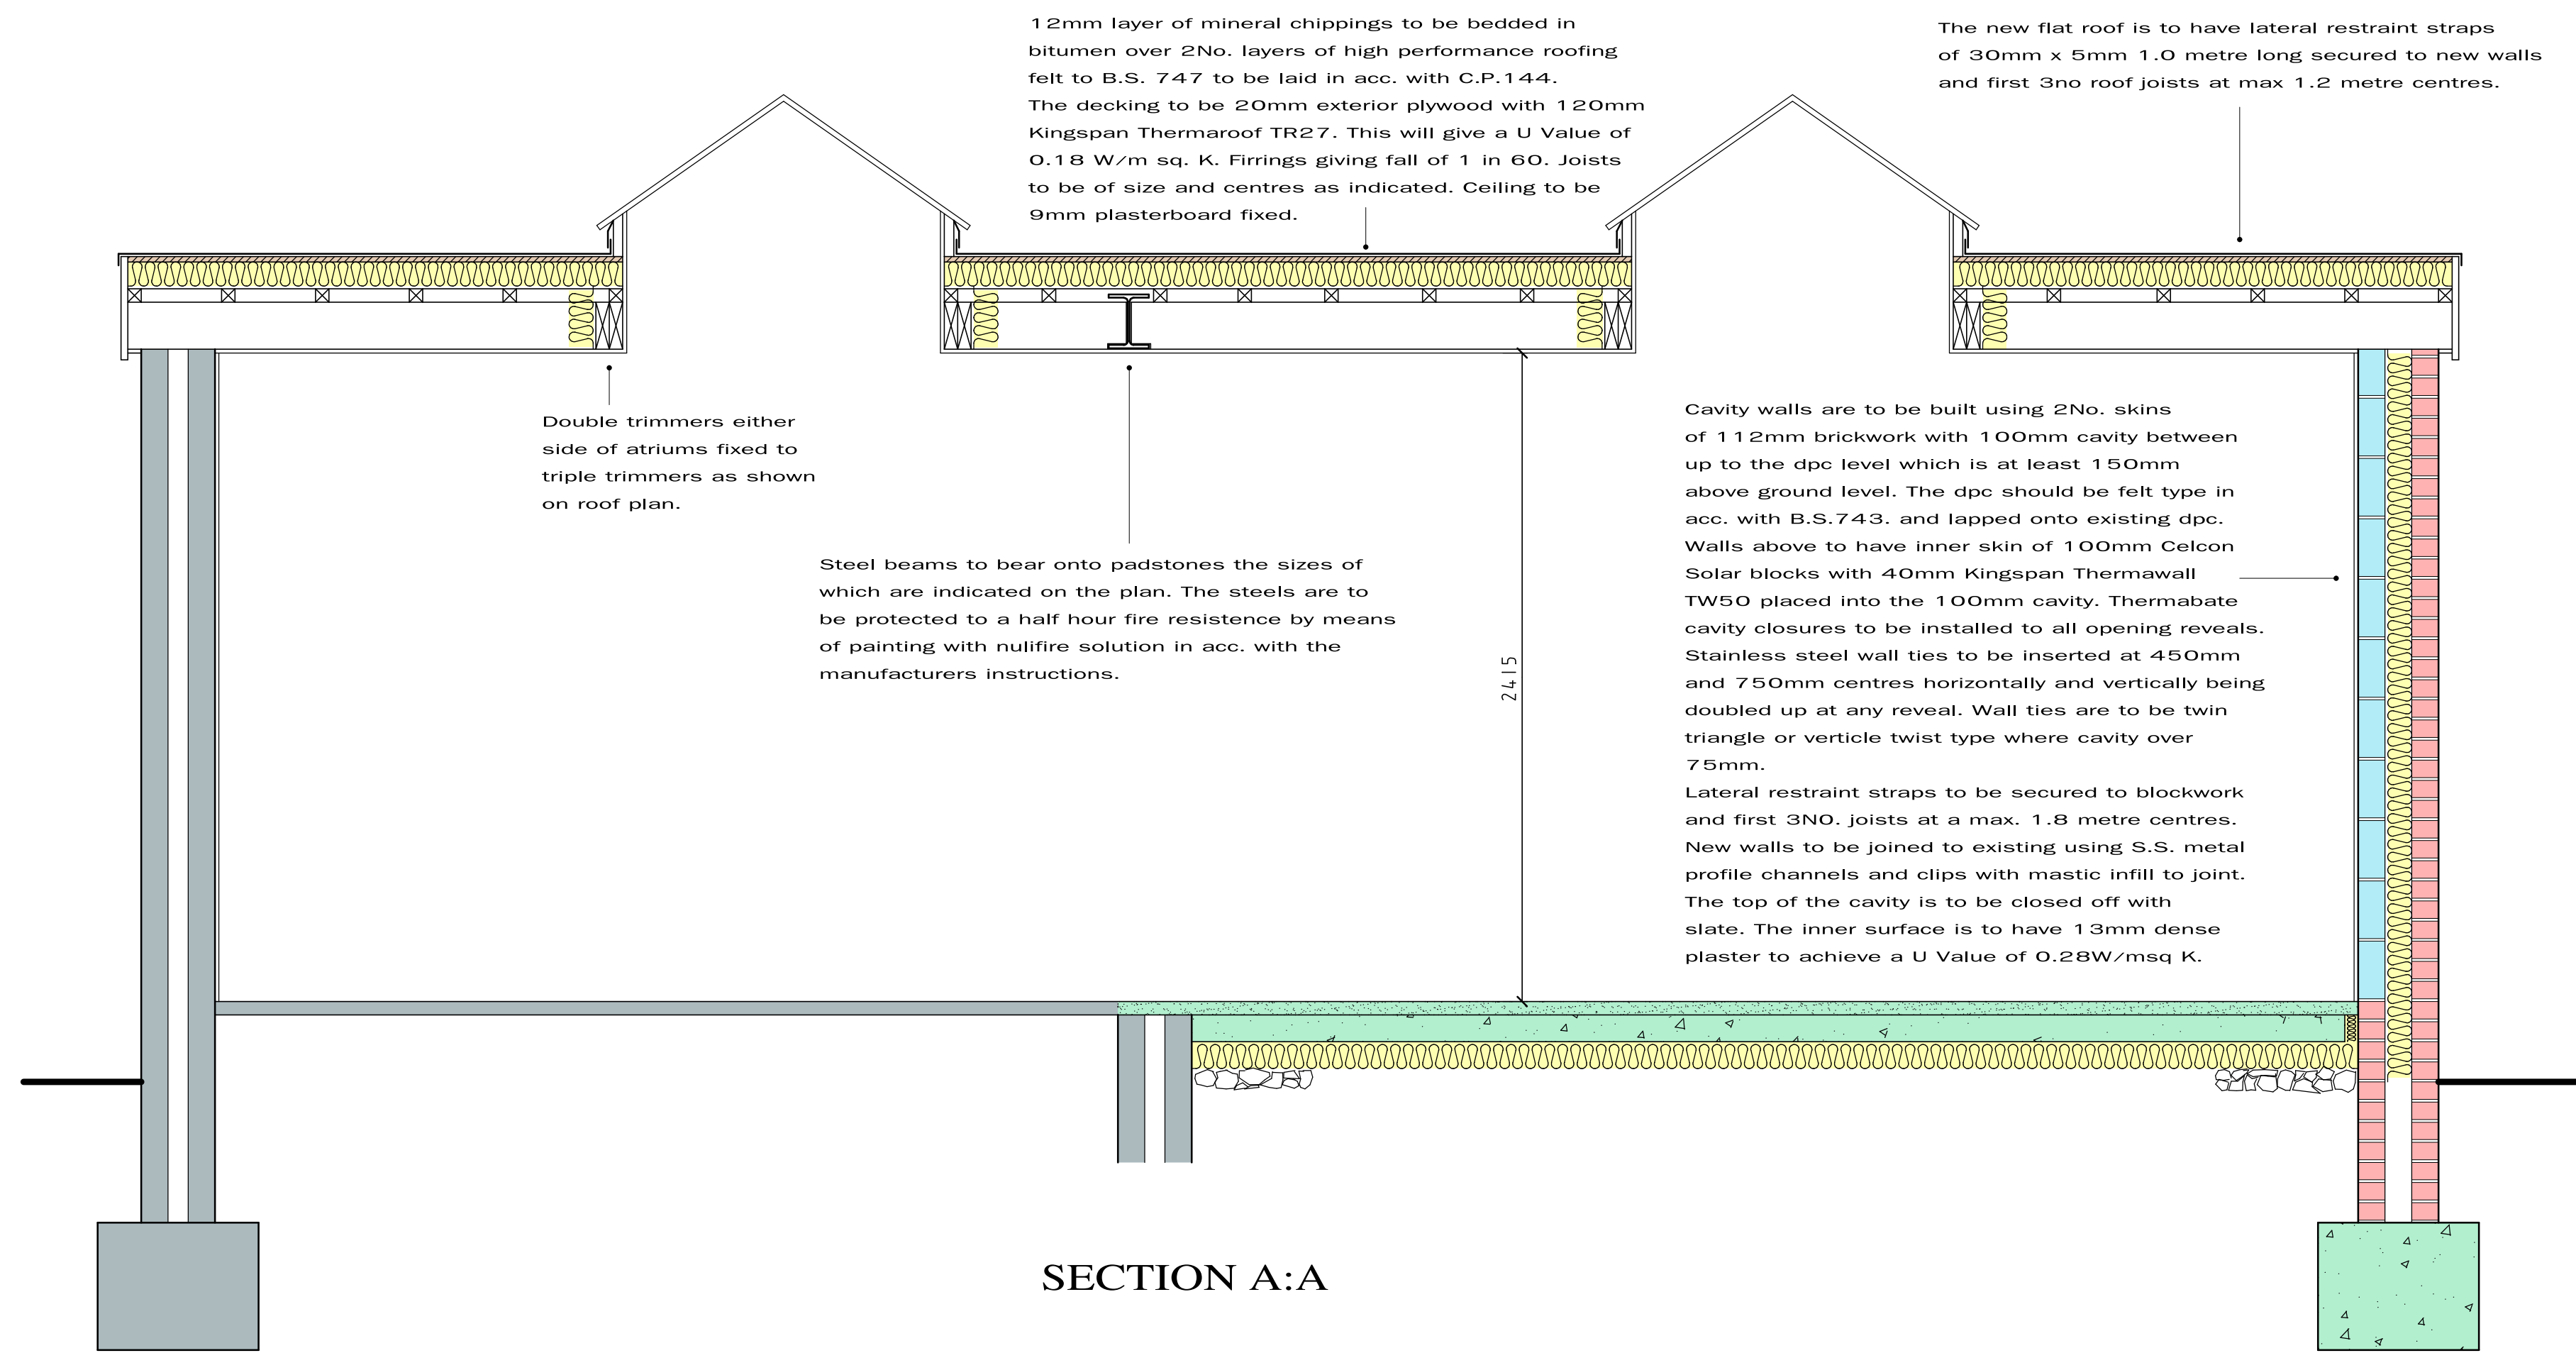 12mm layer of mineral chippings to be bedded in
bitumen over 2No. layers of high performance roofing
felt to B.S. 747 to be laid in acc. with C.P.144.
The decking to be 20mm exterior plywood with 120mm
Kingspan Thermaroof TR27. This will give a U Value of
0.18 W/m sq. K. Firrings giving fall of 1 in 60. Joists
to be of size and centres as indicated. Ceiling to be
9mm plasterboard fixed.
The new flat roof is to have lateral restraint straps
of 30mm x 5mm 1.0 metre long secured to new walls
and first 3no roof joists at max 1.2 metre centres.
Double trimmers either
side of atriums fixed to
triple trimmers as shown
on roof plan.
Steel beams to bear onto padstones the sizes of
which are indicated on the plan. The steels are to
be protected to a half hour fire resistence by means
of painting with nulifire solution in acc. with the
manufacturers instructions.
2415
Cavity walls are to be built using 2No. skins
of 112mm brickwork with 100mm cavity between
up to the dpc level which is at least 150mm
above ground level. The dpc should be felt type in
acc. with B.S.743. and lapped onto existing dpc.
Walls above to have inner skin of 100mm Celcon
Solar blocks with 40mm Kingspan Thermawall
TW50 placed into the 100mm cavity. Thermabate
cavity closures to be installed to all opening reveals.
Stainless steel wall ties to be inserted at 450mm
and 750mm centres horizontally and vertically being
doubled up at any reveal. Wall ties are to be twin
triangle or verticle twist type where cavity over
75mm.
Lateral restraint straps to be secured to blockwork
and first 3NO. joists at a max. 1.8 metre centres.
New walls to be joined to existing using S.S. metal
profile channels and clips with mastic infill to joint.
The top of the cavity is to be closed off with
slate. The inner surface is to have 13mm dense
plaster to achieve a U Value of 0.28W/msq K.
SECTION A:A